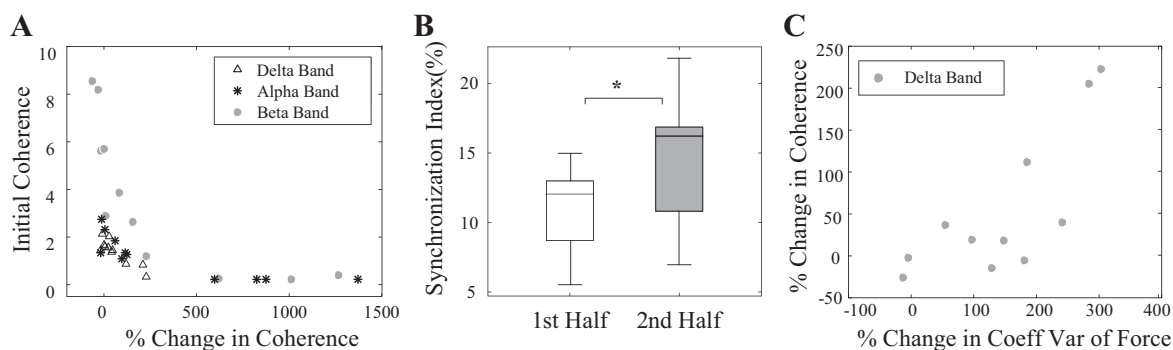 A
Initial Coherence
8
6
4
2
0
Delta Band
Alpha Band
Beta Band
0 500 1000 1500
% Change in Coherence
B
Synchronization Index(%)
20
15
10
5
*
1st Half 2nd Half
C
% Change in Coherence
250
200
150
100
50
0
-50
Delta Band
-100 0 100 200 300 400
% Change in Coeff Var of Force